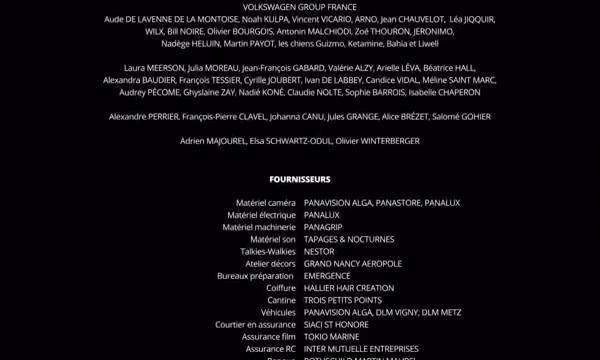 VOLKSWAGEN GROUP FRANCE
Aude DE LAVENNE DE LA MONTOISE, Noah KULPA, Vincent VICARIO, ARNO, Jean CHAUVELOT, Léa JIQQUIR,
WILX, Bill NOIRE, Olivier BOURGOIS, Antonin MALCHIODI, Zoé THOURON, JERONIMO,
Nadège HELUIN, Martin PAYOT, les chiens Guizmo, Ketamine, Bahia et Liwell
Laura MEERSON, Julia MOREAU, Jean-François GABARD, Valérie ALZY, Arielle LÉVA, Béatrice HALL,
Alexandra BAUDIER, François TESSIER, Cyrille JOUBERT, Ivan DE LABBEY, Candice VIDAL, Méline SAINT MARC,
Audrey PÉCOME, Ghyslaine ZAY, Nadié KONÉ, Claudie NOLTE, Sophie BARROIS, Isabelle CHAPERON
Alexandre PERRIER, François-Pierre CLAVEL, Johanna CANU, Jules GRANGE, Alice BRÉZET, Salomé GOHIER
Adrien MAJOUREL, Elsa SCHWARTZ-ODUL, Olivier WINTERBERGER
FOURNISSEURS
Matériel caméra PANAVISION ALGA, PANASTORE, PANALUX
Matériel électrique PANALUX
Matériel machinerie PANAGRIP
Matériel son TAPAGES & NOCTURNES
Talkies-Walkies NESTOR
Atelier décors GRAND NANCY AEROPOLE
Bureaux préparation EMERGENCE
Coiffure HALLIER HAIR CREATION
Cantine TROIS PETITS POINTS
Véhicules PANAVISION ALGA, DLM VIGNY, DLM METZ
Courtier en assurance SIACI ST HONORE
Assurance film TOKIO MARINE
Assurance RC INTER MUTUELLE ENTREPRISES